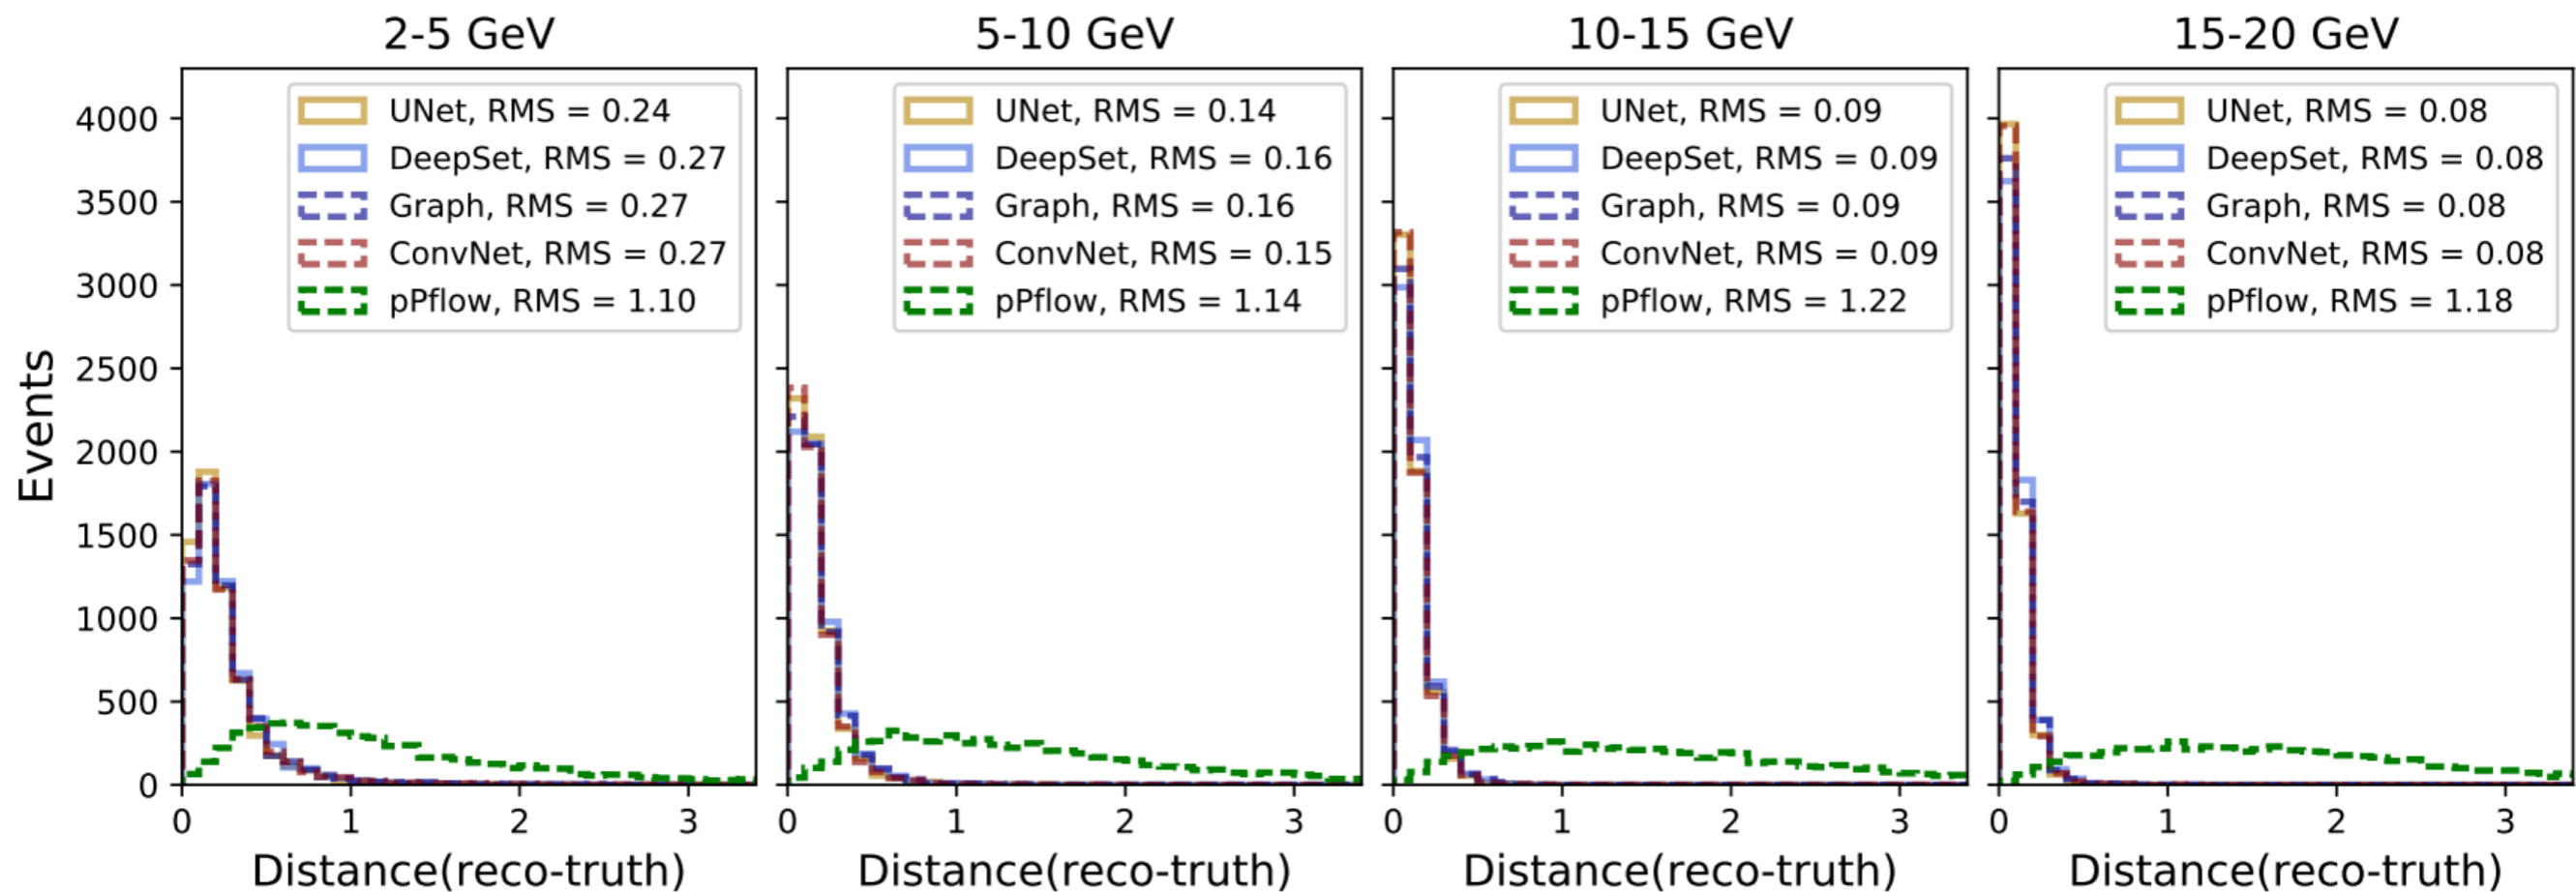 2-5 GeV
UNet, RMS = 0.24
DeepSet, RMS = 0.27
Graph, RMS = 0.27
ConvNet, RMS = 0.27
pPflow, RMS = 1.10
Events
4000
3500
3000
2500
2000
1500
1000
500
0
0 1 2 3
Distance(reco-truth)
5-10 GeV
UNet, RMS = 0.14
DeepSet, RMS = 0.16
Graph, RMS = 0.16
ConvNet, RMS = 0.15
pPflow, RMS = 1.14
0 1 2 3
Distance(reco-truth)
10-15 GeV
UNet, RMS = 0.09
DeepSet, RMS = 0.09
Graph, RMS = 0.09
ConvNet, RMS = 0.09
pPflow, RMS = 1.22
0 1 2 3
Distance(reco-truth)
15-20 GeV
UNet, RMS = 0.08
DeepSet, RMS = 0.08
Graph, RMS = 0.08
ConvNet, RMS = 0.08
pPflow, RMS = 1.18
0 1 2 3
Distance(reco-truth)